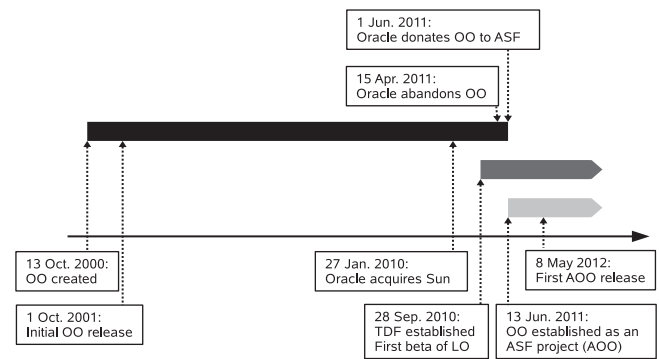 1 Jun. 2011:
Oracle donates OO to ASF
15 Apr. 2011:
Oracle abandons OO
13 Oct. 2000:
OO created
27 Jan. 2010:
Oracle acquires Sun
8 May 2012:
First AOO release
1 Oct. 2001:
Initial OO release
28 Sep. 2010:
TDF established
First beta of LO
13 Jun. 2011:
OO established as an
ASF project (AOO)